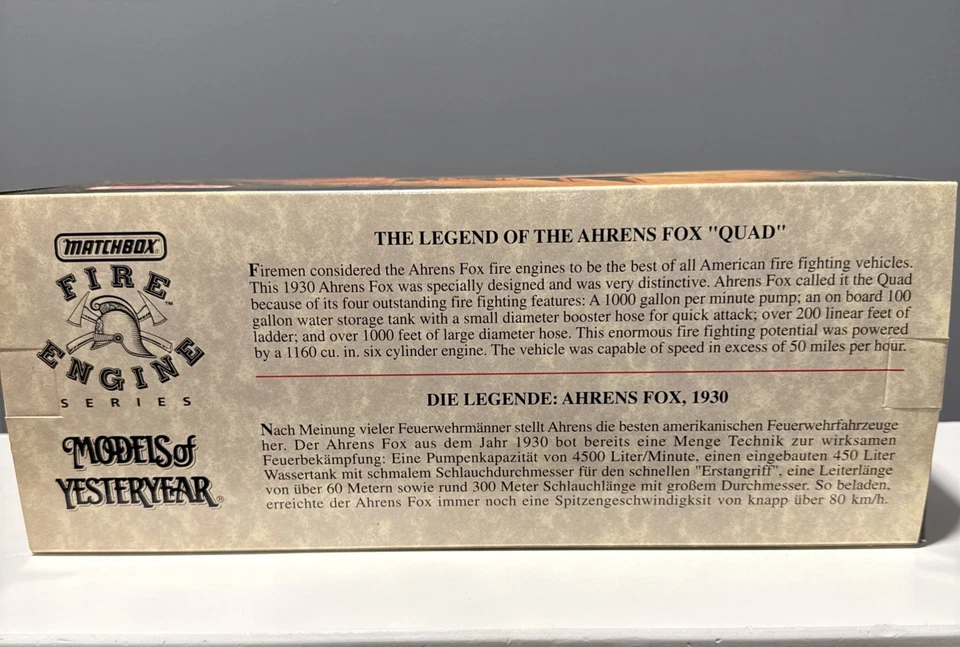 MATCHBOX
FIRE
ENGINE
SERIES
MODELS of
YESTERYEAR®
THE LEGEND OF THE AHRENS FOX "QUAD"
Firemen considered the Ahrens Fox fire engines to be the best of all American fire fighting vehicles.
This 1930 Ahrens Fox was specially designed and was very distinctive. Ahrens Fox called it the Quad
because of its four outstanding fire fighting features: A 1000 gallon per minute pump; an on board 100
gallon water storage tank with a small diameter booster hose for quick attack; over 200 linear feet of
ladder; and over 1000 feet of large diameter hose. This enormous fire fighting potential was powered
by a 1160 cu. in. six cylinder engine. The vehicle was capable of speed in excess of 50 miles per hour.
DIE LEGENDE: AHRENS FOX, 1930
Nach Meinung vieler Feuerwehrmänner stellt Ahrens die besten amerikanischen Feuerwehrfahrzeuge
her. Der Ahrens Fox aus dem Jahr 1930 bot bereits eine Menge Technik zur wirksamen
Feuerbekämpfung: Eine Pumpenkapazität von 4500 Liter/Minute, einen eingebauten 450 Liter
Wassertank mit schmalem Schlauchdurchmesser für den schnellen "Erstangriff", eine Leiterlänge
von über 60 Metern sowie rund 300 Meter Schlauchlänge mit großem Durchmesser. So beladen,
erreichte der Ahrens Fox immer noch eine Spitzengeschwindigksit von knapp über 80 km/h.